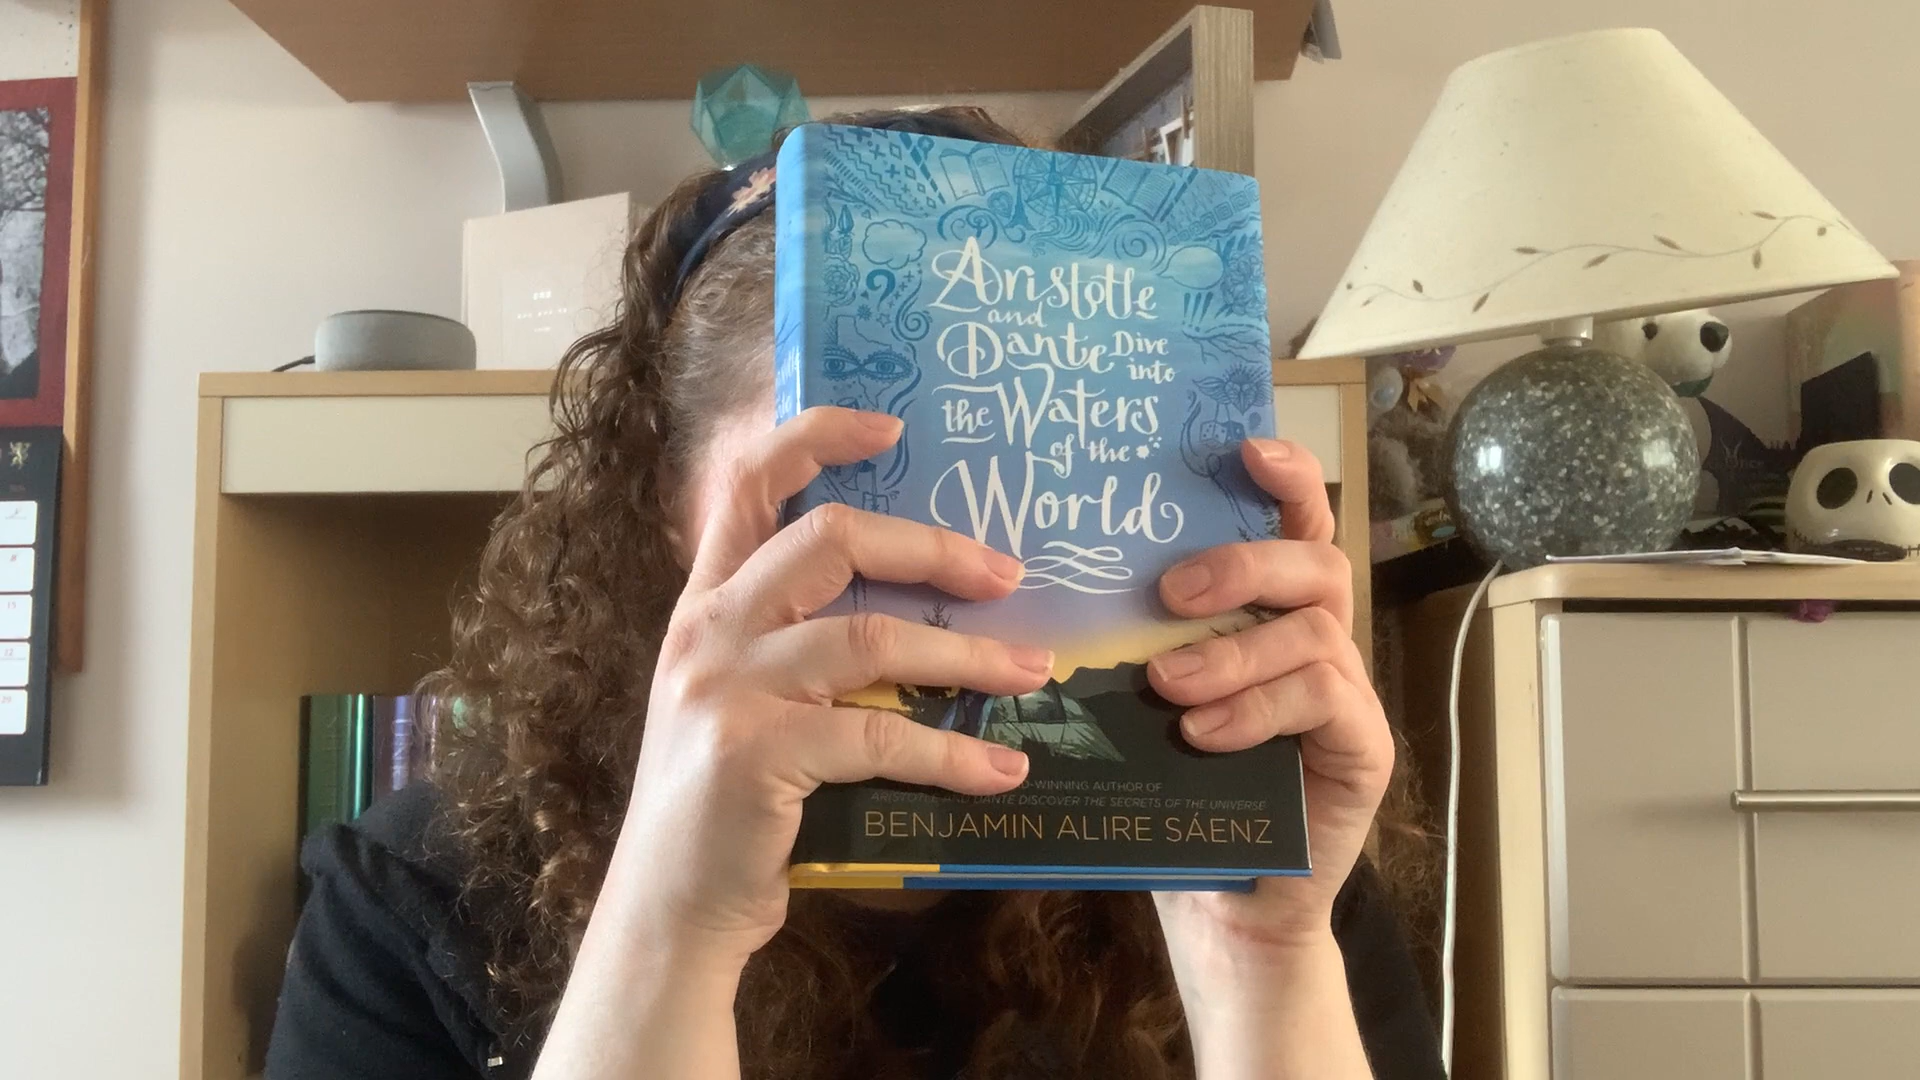 Aristotle
and
Dante Dive
into
the Waters
of the
World
D-WINNING AUTHOR OF
ARISTOTLE AND DANTE DISCOVER THE SECRETS OF THE UNIVERSE
BENJAMIN ALIRE SÁENZ